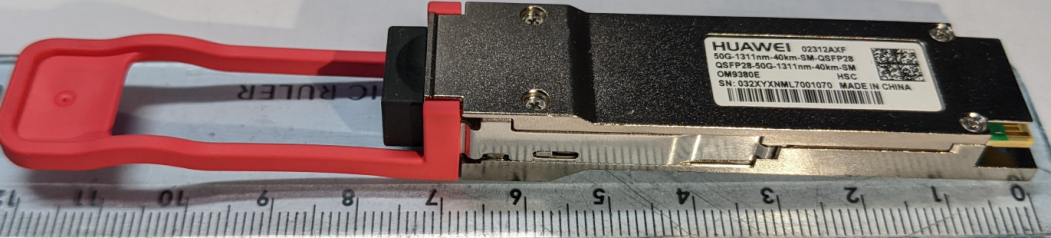 HUAWEI 02312AXF
50G-1311nm-40km-SM-QSFP28
QSFP28-50G-1311nm-40km-SM
OM9380E HSC
SN: 032XYXNML7001070 MADE IN CHINA
IC RULER
12 11 10 9 8 7 6 5 4 3 2 1 0